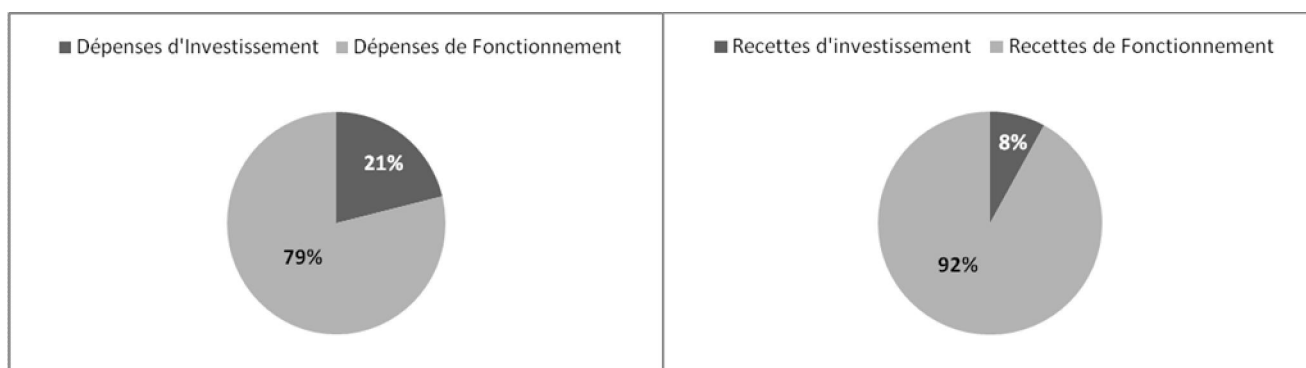 Dépenses d'Investissement Dépenses de Fonctionnement
21%
79%
Recettes d'investissement Recettes de Fonctionnement
8%
92%